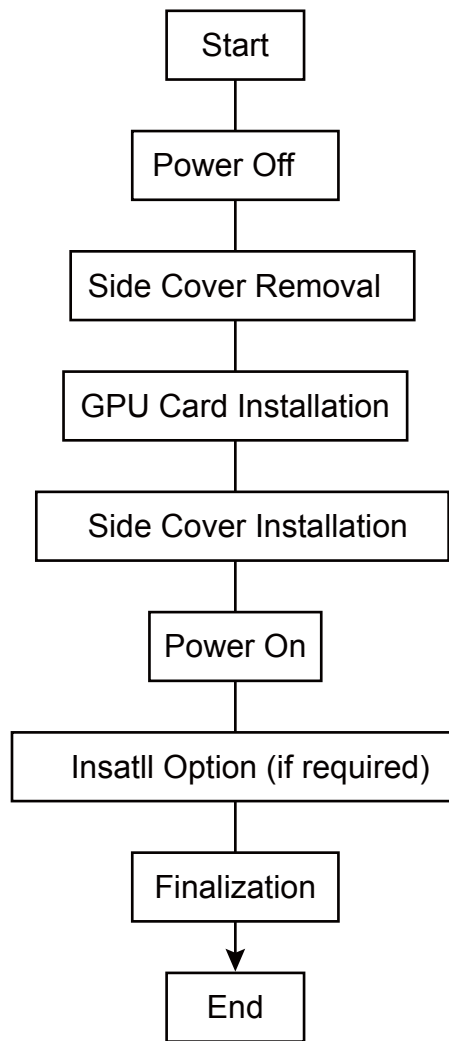 Start
Power Off
Side Cover Removal
GPU Card Installation
Side Cover Installation
Power On
Insatll Option (if required)
Finalization
End